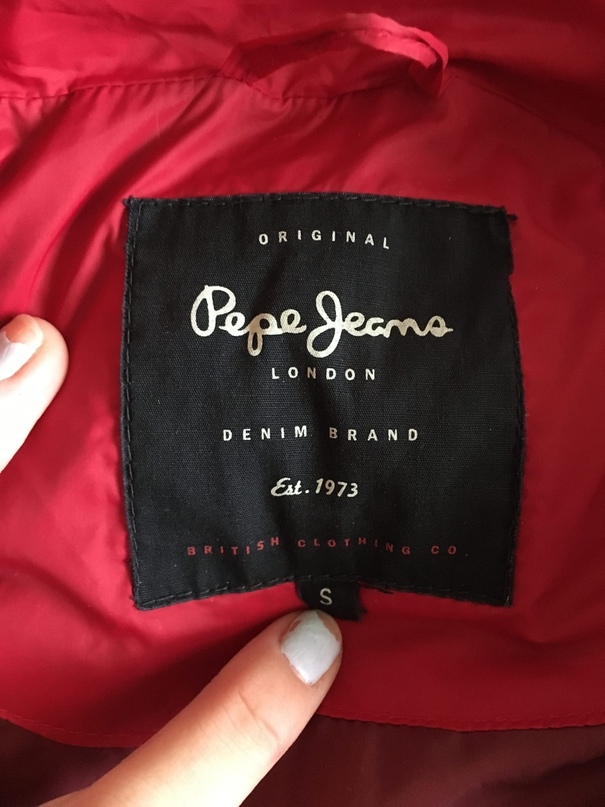 ORIGINAL
Pepe Jeans
LONDON
DENIM BRAND
Est. 1973
BRITISH CLOTHING CO.
S